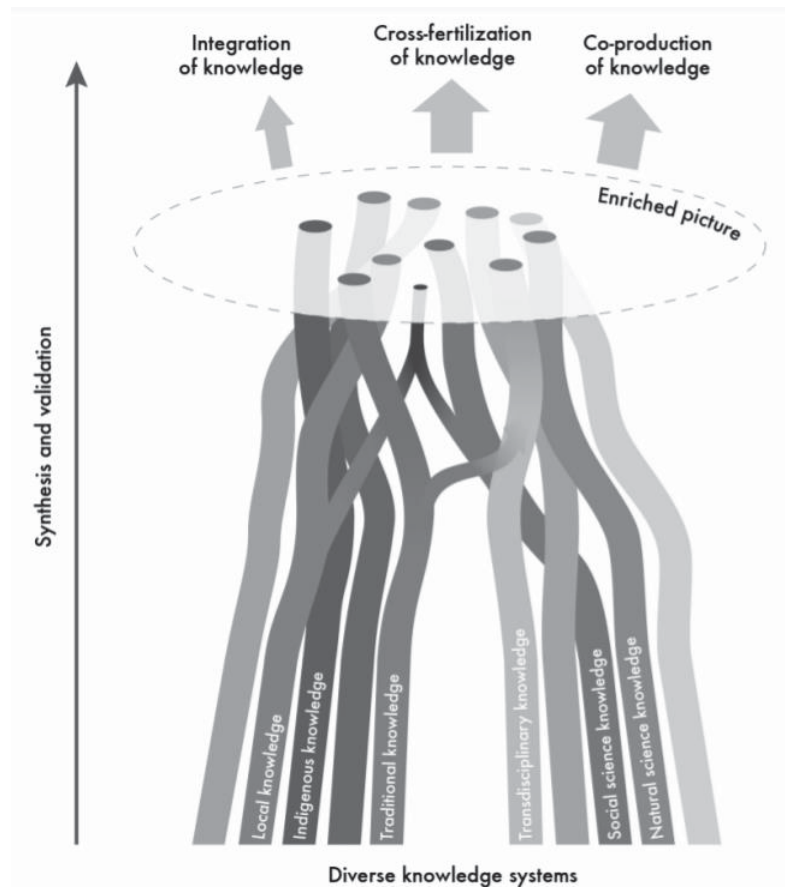 Integration
of knowledge
Cross-fertilization
of knowledge
Co-production
of knowledge
Enriched picture
Synthesis and validation
Local knowledge
Indigenous knowledge
Traditional knowledge
Transdisciplinary knowledge
Social science knowledge
Natural science knowledge
Diverse knowledge systems